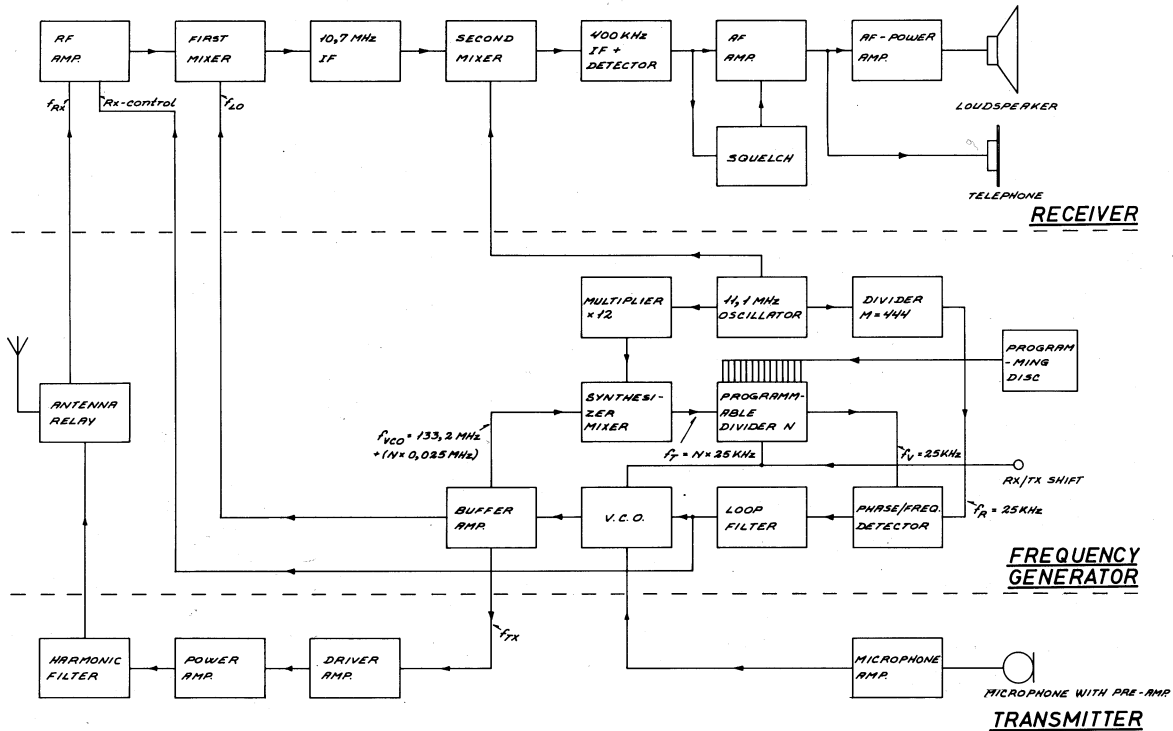 RF
AMP.
FIRST
MIXER
10,7 MHz
IF
SECOND
MIXER
400 KHz
IF +
DETECTOR
AF
AMP.
AF-POWER
AMP.
LOUDSPEAKER
fRX
Rx-control
fLO
SQUELCH
TELEPHONE
RECEIVER
MULTIPLIER
×12
11,1 MHz
OSCILLATOR
DIVIDER
M=444
PROGRAM
-MING
DISC
ANTENNA
RELAY
SYNTHESI-
ZER
MIXER
PROGRAMM-
ABLE
DIVIDER N
fVCO = 133,2 MHz
+(N×0,025 MHz)
fT = N × 25 KHz
fV = 25 KHz
RX/TX SHIFT
BUFFER
AMP.
V.C.O.
LOOP
FILTER
PHASE/FREQ.
DETECTOR
fR = 25 KHz
FREQUENCY
GENERATOR
fTX
HARMONIC
FILTER
POWER
AMP.
DRIVER
AMP.
MICROPHONE
AMP.
MICROPHONE WITH PRE-AMP.
TRANSMITTER